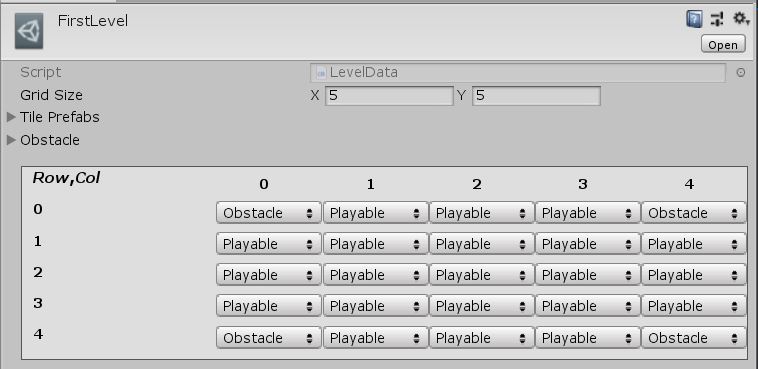 FirstLevel
Open
Script LevelData
Grid Size X 5 Y 5
Tile Prefabs
Obstacle
Row,Col 0 1 2 3 4
0 Obstacle Playable Playable Playable Obstacle
1 Playable Playable Playable Playable Playable
2 Playable Playable Playable Playable Playable
3 Playable Playable Playable Playable Playable
4 Obstacle Playable Playable Playable Obstacle